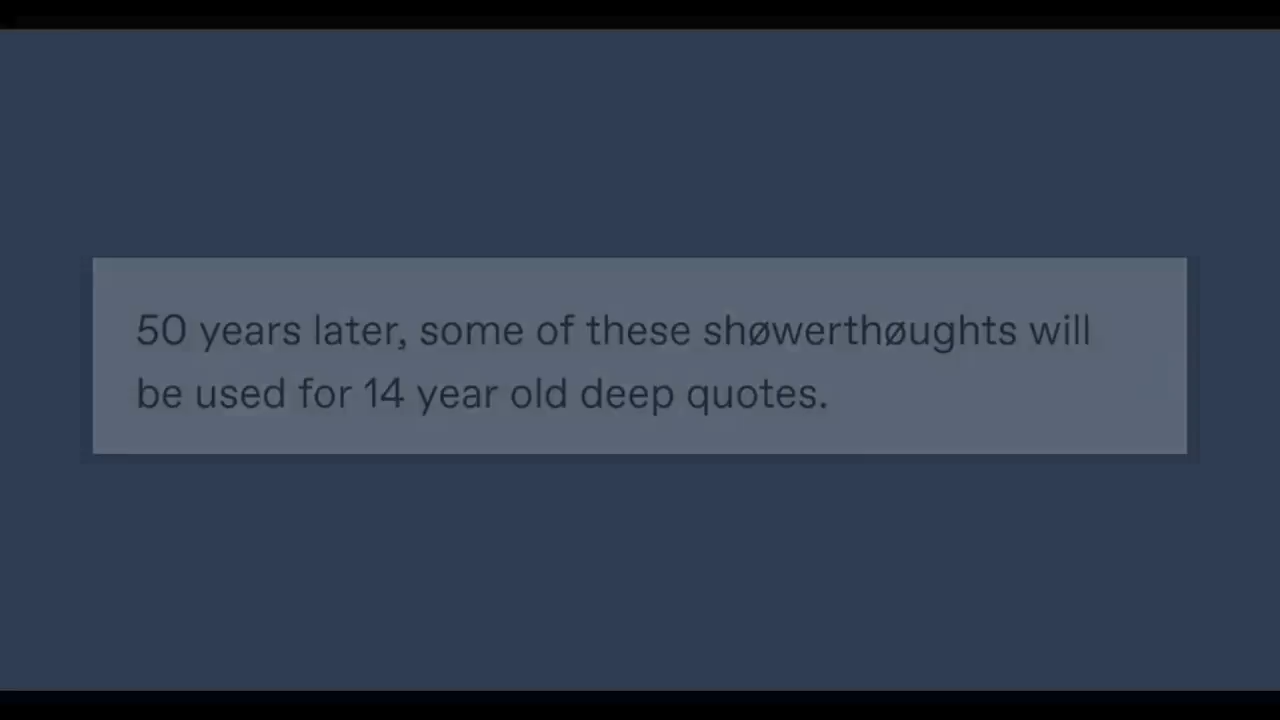 50 years later, some of these shøwerthøughts will
be used for 14 year old deep quotes.